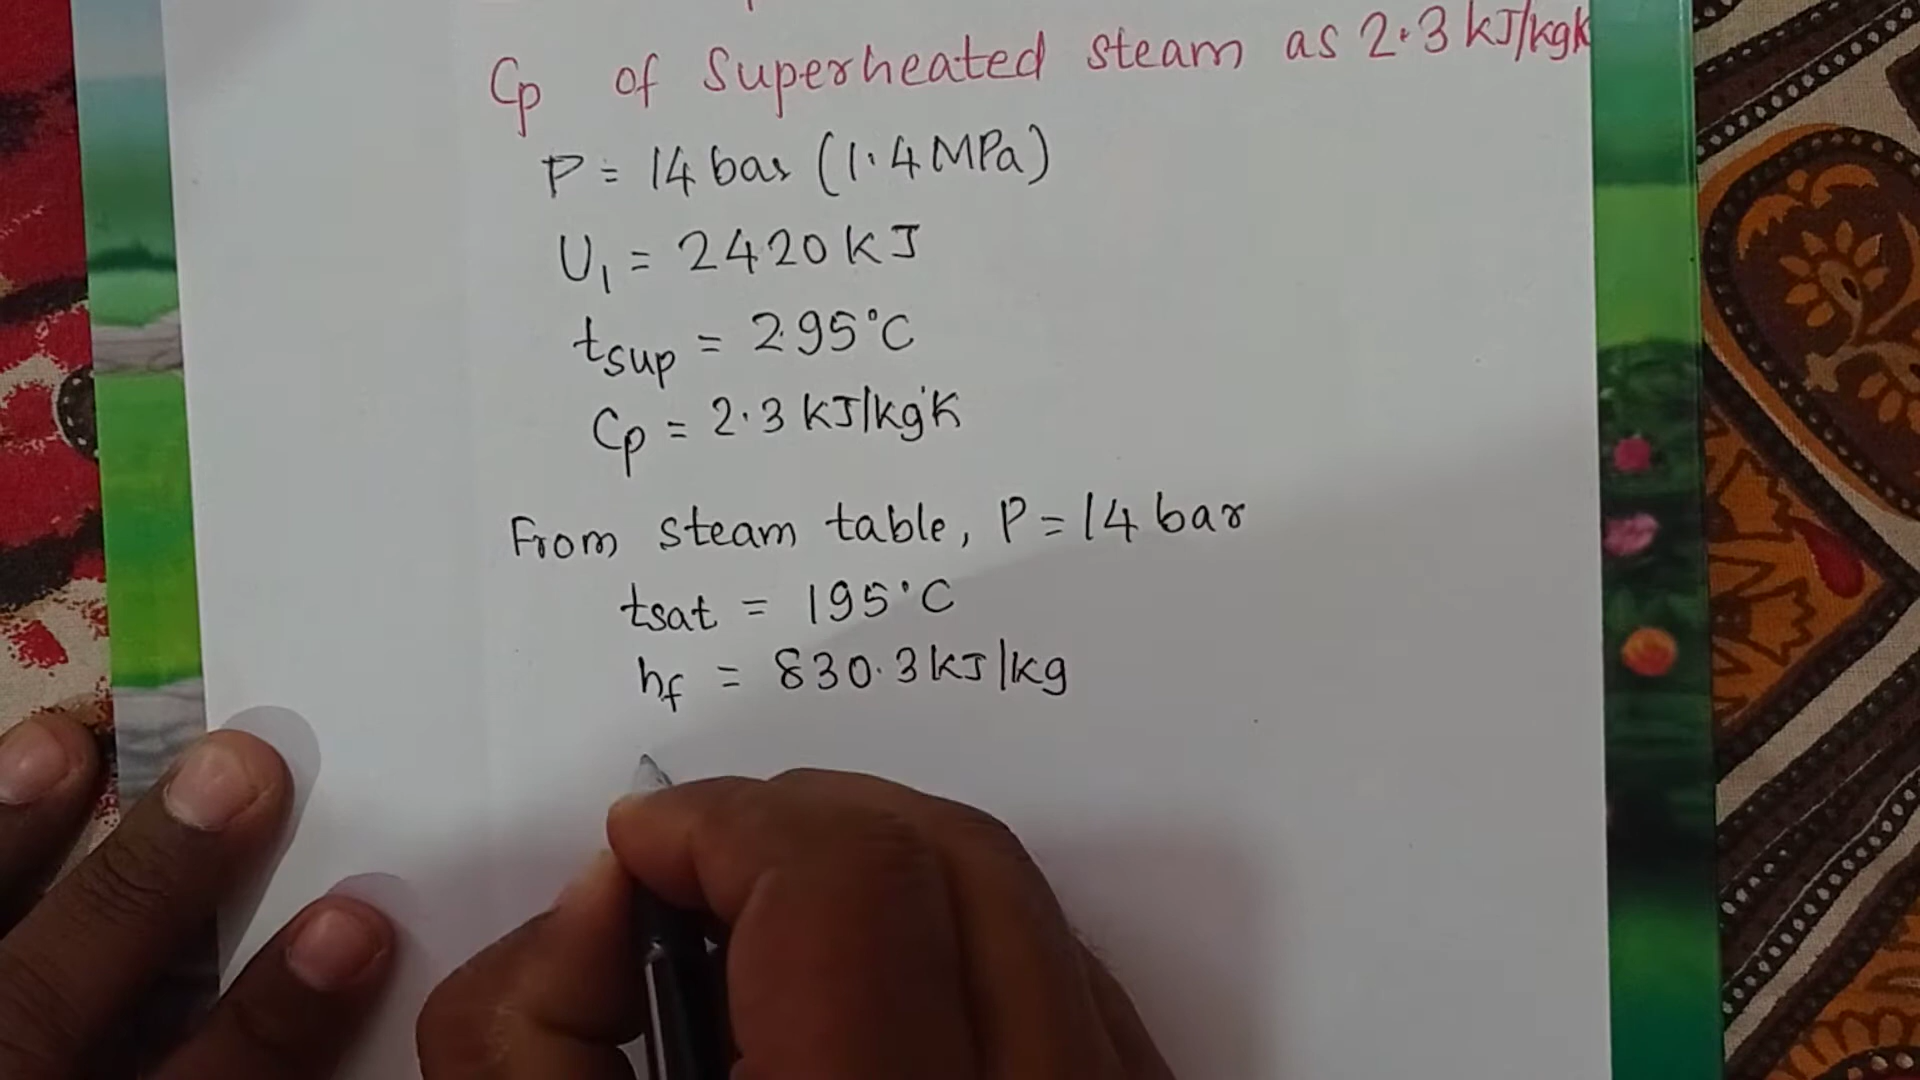 Cp of Superheated steam as 2.3 kJ/kgK
P = 14 bar (1.4 MPa)
U₁ = 2420 kJ
tsup = 295°C
Cp = 2.3 kJ/kgK
From steam table, P = 14 bar
tsat = 195°C
hf = 830.3 kJ/kg